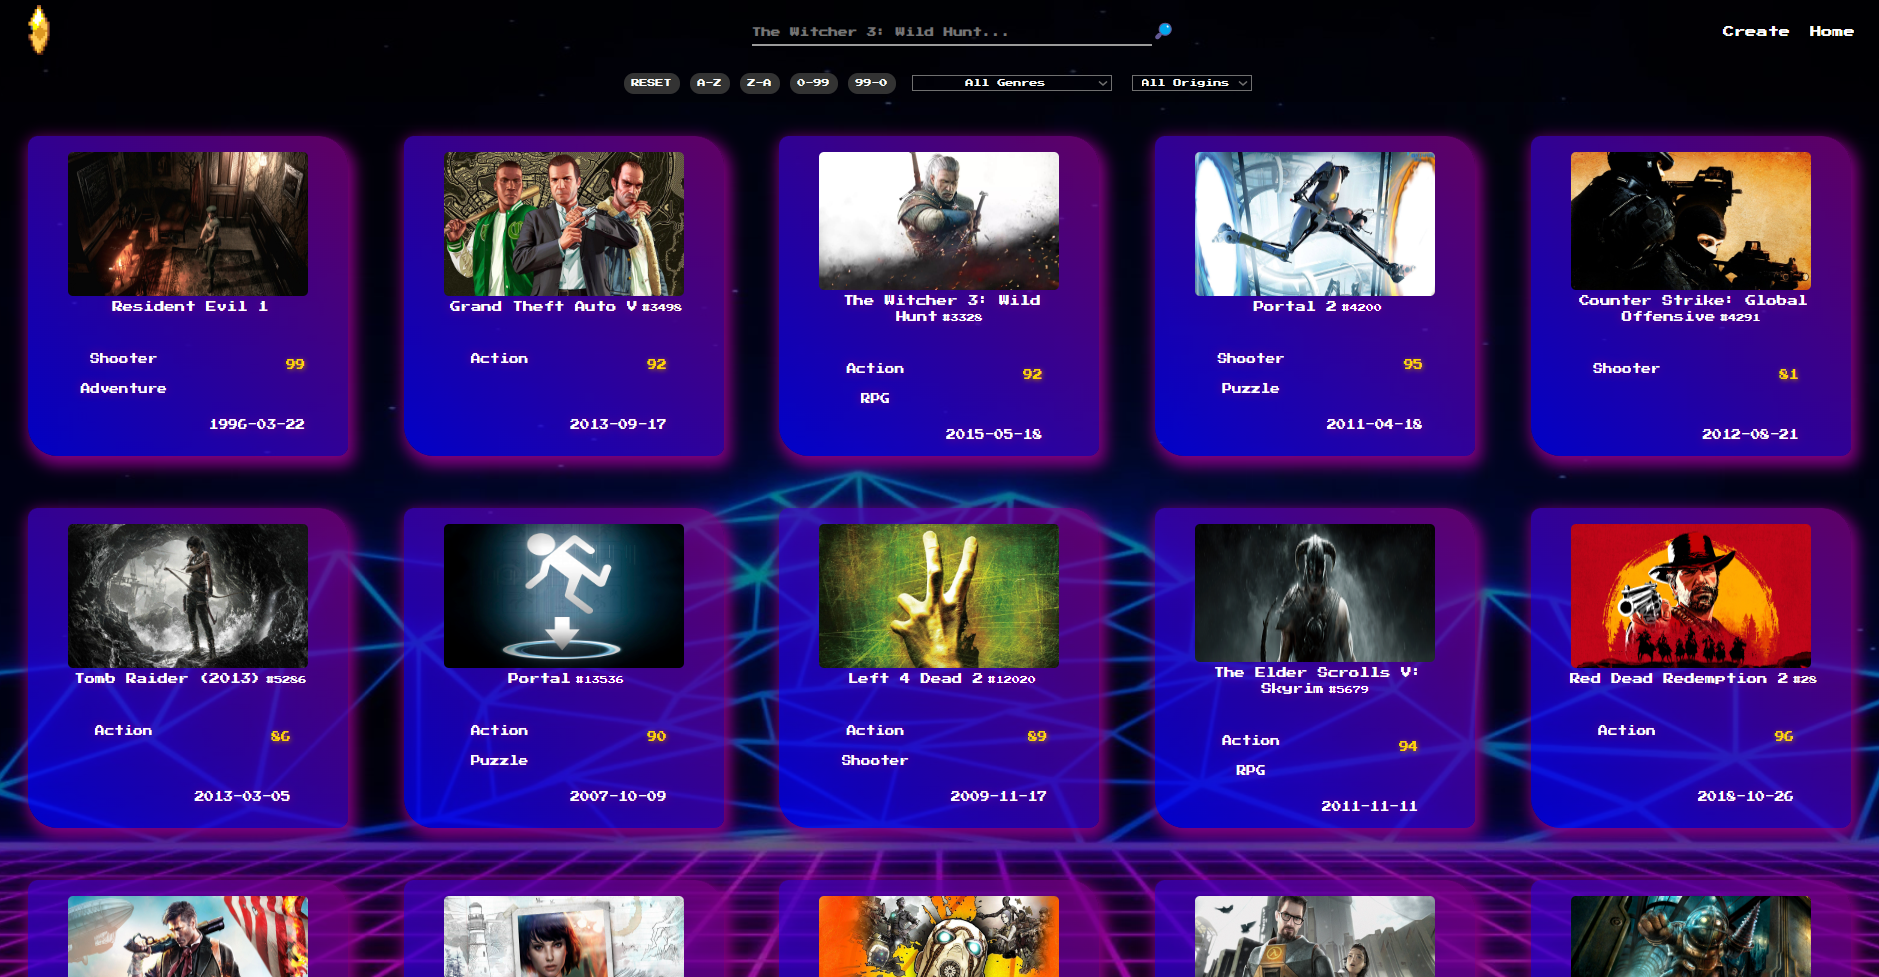 The Witcher 3: Wild Hunt...
Create Home
RESET A-Z Z-A 0-99 99-0 All Genres All Origins
Resident Evil 1
Shooter
Adventure
99
1996-03-22
Grand Theft Auto V #3498
Action
92
2013-09-17
The Witcher 3: Wild
Hunt #3328
Action
RPG
92
2015-05-18
Portal 2 #4200
Shooter
Puzzle
95
2011-04-18
Counter Strike: Global
Offensive #4291
Shooter
81
2012-08-21
Tomb Raider (2013) #5286
Action
86
2013-03-05
Portal #13536
Action
Puzzle
90
2007-10-09
Left 4 Dead 2 #12020
Action
Shooter
89
2009-11-17
The Elder Scrolls V:
Skyrim #5679
Action
RPG
94
2011-11-11
Red Dead Redemption 2 #28
Action
96
2018-10-26